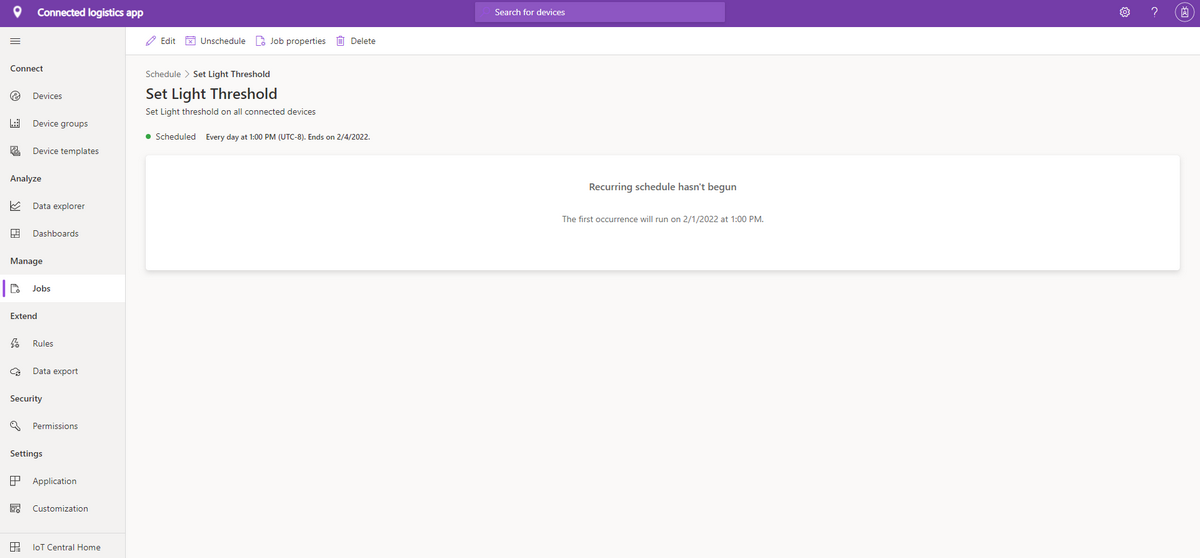 Connected logistics app
Search for devices
?
Edit Unschedule Job properties Delete
Connect
Devices
Device groups
Device templates
Analyze
Data explorer
Dashboards
Manage
Jobs
Extend
Rules
Data export
Security
Permissions
Settings
Application
Customization
IoT Central Home
Schedule > Set Light Threshold
Set Light Threshold
Set Light threshold on all connected devices
Scheduled Every day at 1:00 PM (UTC-8). Ends on 2/4/2022.
Recurring schedule hasn't begun
The first occurrence will run on 2/1/2022 at 1:00 PM.